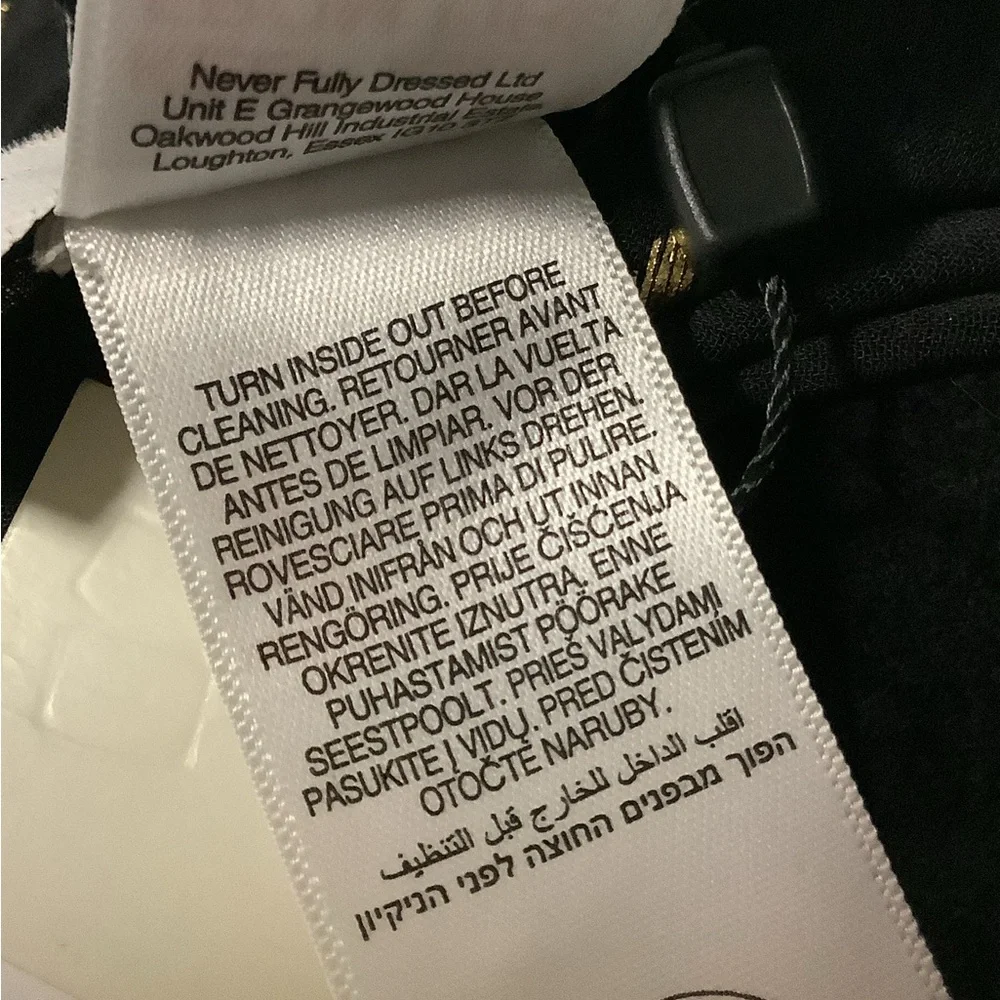 Never Fully Dressed Ltd
Unit E Grangewood House
Oakwood Hill Industrial Estate
Loughton, Essex IG10
TURN INSIDE OUT BEFORE
CLEANING. RETOURNER AVANT
DE NETTOYER. DAR LA VUELTA
ANTES DE LIMPIAR. VOR DER
REINIGUNG AUF LINKS DREHEN.
ROVESCIARE PRIMA DI PULIRE.
VÄND INIFRÅN OCH UT INNAN
RENGÖRING. PRIJE ČIŠĆENJA
OKRENITE IZNUTRA. ENNE
PUHASTAMIST PÖÖRAKE
SEESTPOOLT. PRIEŠ VALYDAMI
PASUKITE Į VIDŲ. PRED ČISTENÍM
OTOČTE NARUBY.
اقلب الداخل للخارج قبل التنظيف
הפוך מבפנים החוצה לפני הניקיון